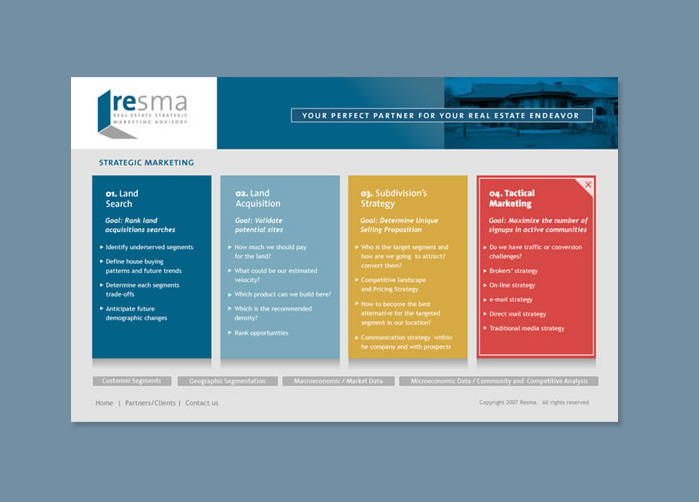 resma
REAL ESTATE STRATEGIC
MARKETING ADVISORY
YOUR PERFECT PARTNER FOR YOUR REAL ESTATE ENDEAVOR
STRATEGIC MARKETING
01. Land
Search
Goal: Rank land
acquisitions searches
Identify underserved segments
Define house buying
patterns and future trends
Determine each segments
trade-offs
Anticipate future
demographic changes
02. Land
Acquisition
Goal: Validate
potential sites
How much we should pay
for the land?
What could be our estimated
velocity?
Which product can we build here?
Which is the recommended
density?
Rank opportunities
03. Subdivision's
Strategy
Goal: Determine Unique
Selling Proposition
Who is the target segment and
how are we going to attract/
convert them?
Competitive landscape
and Pricing Strategy
How to become the best
alternative for the targeted
segment in our location?
Communication strategy within
he company and with prospects
04. Tactical
Marketing
Goal: Maximize the number of
signups in active communities
Do we have traffic or conversion
challenges?
Brokers' strategy
On-line strategy
e-mail strategy
Direct mail strategy
Traditional media strategy
Customer Segments
Geographic Segmentation
Macroeconomic / Market Data
Microeconomic Data / Community and Competitive Analysis
Home | Partners/Clients | Contact us
Copyright 2007 Resma. All rights reserved